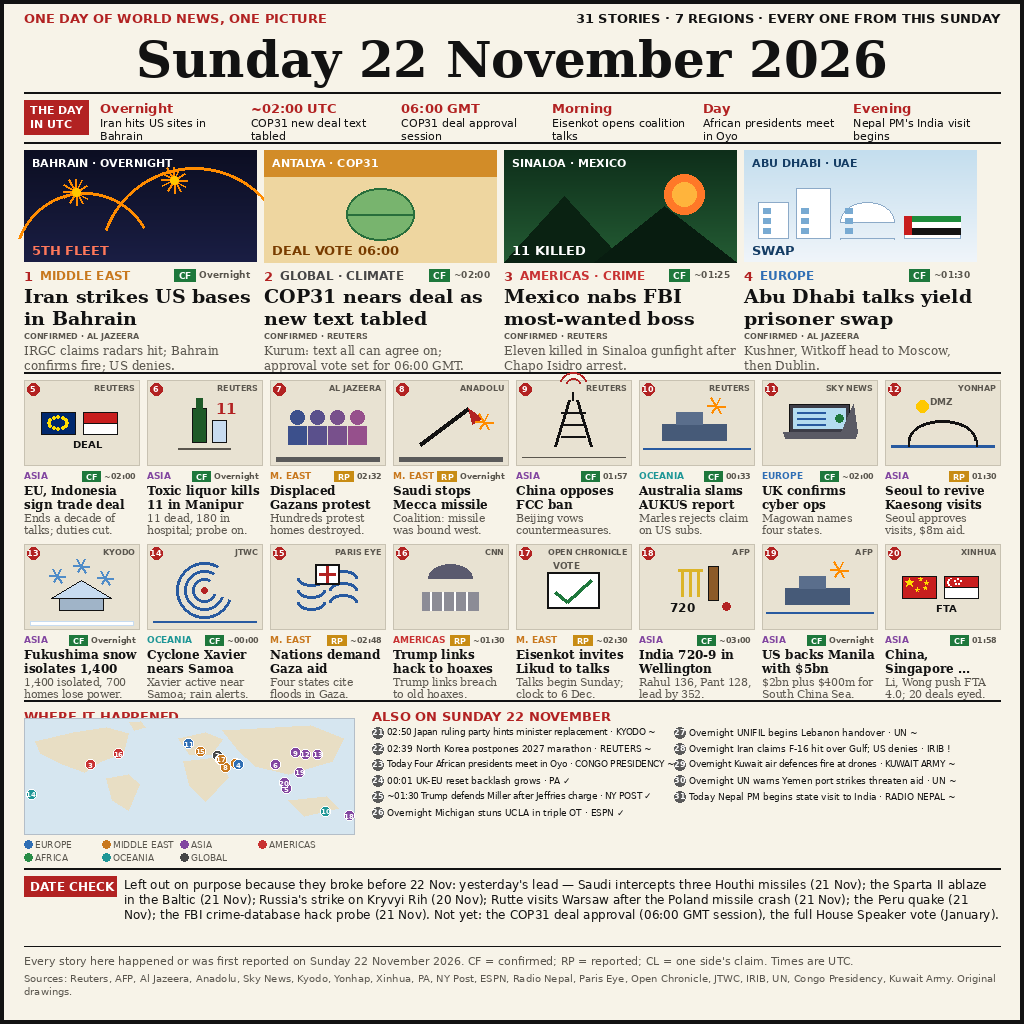 ONE DAY OF WORLD NEWS, ONE PICTURE
31 STORIES · 7 REGIONS · EVERY ONE FROM THIS SUNDAY
Sunday 22 November 2026
THE DAY
IN UTC
Overnight
Iran hits US sites in
Bahrain
~02:00 UTC
COP31 new deal text
tabled
06:00 GMT
COP31 deal approval
session
Morning
Eisenkot opens coalition
talks
Day
African presidents meet
in Oyo
Evening
Nepal PM's India visit
begins
BAHRAIN · OVERNIGHT
5TH FLEET
ANTALYA · COP31
DEAL VOTE 06:00
SINALOA · MEXICO
11 KILLED
ABU DHABI · UAE
SWAP
1 MIDDLE EAST CF Overnight
Iran strikes US bases
in Bahrain
CONFIRMED · AL JAZEERA
IRGC claims radars hit; Bahrain
confirms fire; US denies.
2 GLOBAL · CLIMATE CF ~02:00
COP31 nears deal as
new text tabled
CONFIRMED · REUTERS
Kurum: text all can agree on;
approval vote set for 06:00 GMT.
3 AMERICAS · CRIME CF ~01:25
Mexico nabs FBI
most-wanted boss
CONFIRMED · REUTERS
Eleven killed in Sinaloa gunfight after
Chapo Isidro arrest.
4 EUROPE CF ~01:30
Abu Dhabi talks yield
prisoner swap
CONFIRMED · AL JAZEERA
Kushner, Witkoff head to Moscow,
then Dublin.
5 REUTERS
DEAL
ASIA CF ~02:00
EU, Indonesia
sign trade deal
Ends a decade of
talks; duties cut.
6 REUTERS
11
ASIA CF Overnight
Toxic liquor kills
11 in Manipur
11 dead, 180 in
hospital; probe on.
7 AL JAZEERA
M. EAST RP 02:32
Displaced
Gazans protest
Hundreds protest
homes destroyed.
8 ANADOLU
M. EAST RP Overnight
Saudi stops
Mecca missile
Coalition: missile
was bound west.
9 REUTERS
ASIA CF 01:57
China opposes
FCC ban
Beijing vows
countermeasures.
10 REUTERS
OCEANIA CF 00:33
Australia slams
AUKUS report
Marles rejects claim
on US subs.
11 SKY NEWS
EUROPE CF ~02:00
UK confirms
cyber ops
Magowan names
four states.
12 YONHAP
DMZ
ASIA RP 01:30
Seoul to revive
Kaesong visits
Seoul approves
visits, $8m aid.
13 KYODO
ASIA CF Overnight
Fukushima snow
isolates 1,400
1,400 isolated, 700
homes lose power.
14 JTWC
OCEANIA CF ~00:00
Cyclone Xavier
nears Samoa
Xavier active near
Samoa; rain alerts.
15 PARIS EYE
M. EAST RP ~02:48
Nations demand
Gaza aid
Four states cite
floods in Gaza.
16 CNN
AMERICAS RP ~01:30
Trump links
hack to hoaxes
Trump links breach
to old hoaxes.
17 OPEN CHRONICLE
VOTE
M. EAST RP ~02:30
Eisenkot invites
Likud to talks
Talks begin Sunday;
clock to 6 Dec.
18 AFP
720
ASIA CF ~03:00
India 720-9 in
Wellington
Rahul 136, Pant 128,
lead by 352.
19 AFP
ASIA CF Overnight
US backs Manila
with $5bn
$2bn plus $400m for
South China Sea.
20 XINHUA
FTA
ASIA CF 01:58
China,
Singapore ...
Li, Wong push FTA
4.0; 20 deals eyed.
WHERE IT HAPPENED
EUROPE MIDDLE EAST ASIA AMERICAS
AFRICA OCEANIA GLOBAL
ALSO ON SUNDAY 22 NOVEMBER
21 02:50 Japan ruling party hints minister replacement · KYODO ~
22 02:39 North Korea postpones 2027 marathon · REUTERS ~
23 Today Four African presidents meet in Oyo · CONGO PRESIDENCY ~
24 00:01 UK-EU reset backlash grows · PA ✓
25 ~01:30 Trump defends Miller after Jeffries charge · NY POST ✓
26 Overnight Michigan stuns UCLA in triple OT · ESPN ✓
27 Overnight UNIFIL begins Lebanon handover · UN ~
28 Overnight Iran claims F-16 hit over Gulf; US denies · IRIB !
29 Overnight Kuwait air defences fire at drones · KUWAIT ARMY ~
30 Overnight UN warns Yemen port strikes threaten aid · UN ~
31 Today Nepal PM begins state visit to India · RADIO NEPAL ~
DATE CHECK
Left out on purpose because they broke before 22 Nov: yesterday's lead — Saudi intercepts three Houthi missiles (21 Nov); the Sparta II ablaze
in the Baltic (21 Nov); Russia's strike on Kryvyi Rih (20 Nov); Rutte visits Warsaw after the Poland missile crash (21 Nov); the Peru quake (21
Nov); the FBI crime-database hack probe (21 Nov). Not yet: the COP31 deal approval (06:00 GMT session), the full House Speaker vote (January).
Every story here happened or was first reported on Sunday 22 November 2026. CF = confirmed; RP = reported; CL = one side's claim. Times are UTC.
Sources: Reuters, AFP, Al Jazeera, Anadolu, Sky News, Kyodo, Yonhap, Xinhua, PA, NY Post, ESPN, Radio Nepal, Paris Eye, Open Chronicle, JTWC, IRIB, UN, Congo Presidency, Kuwait Army. Original
drawings.